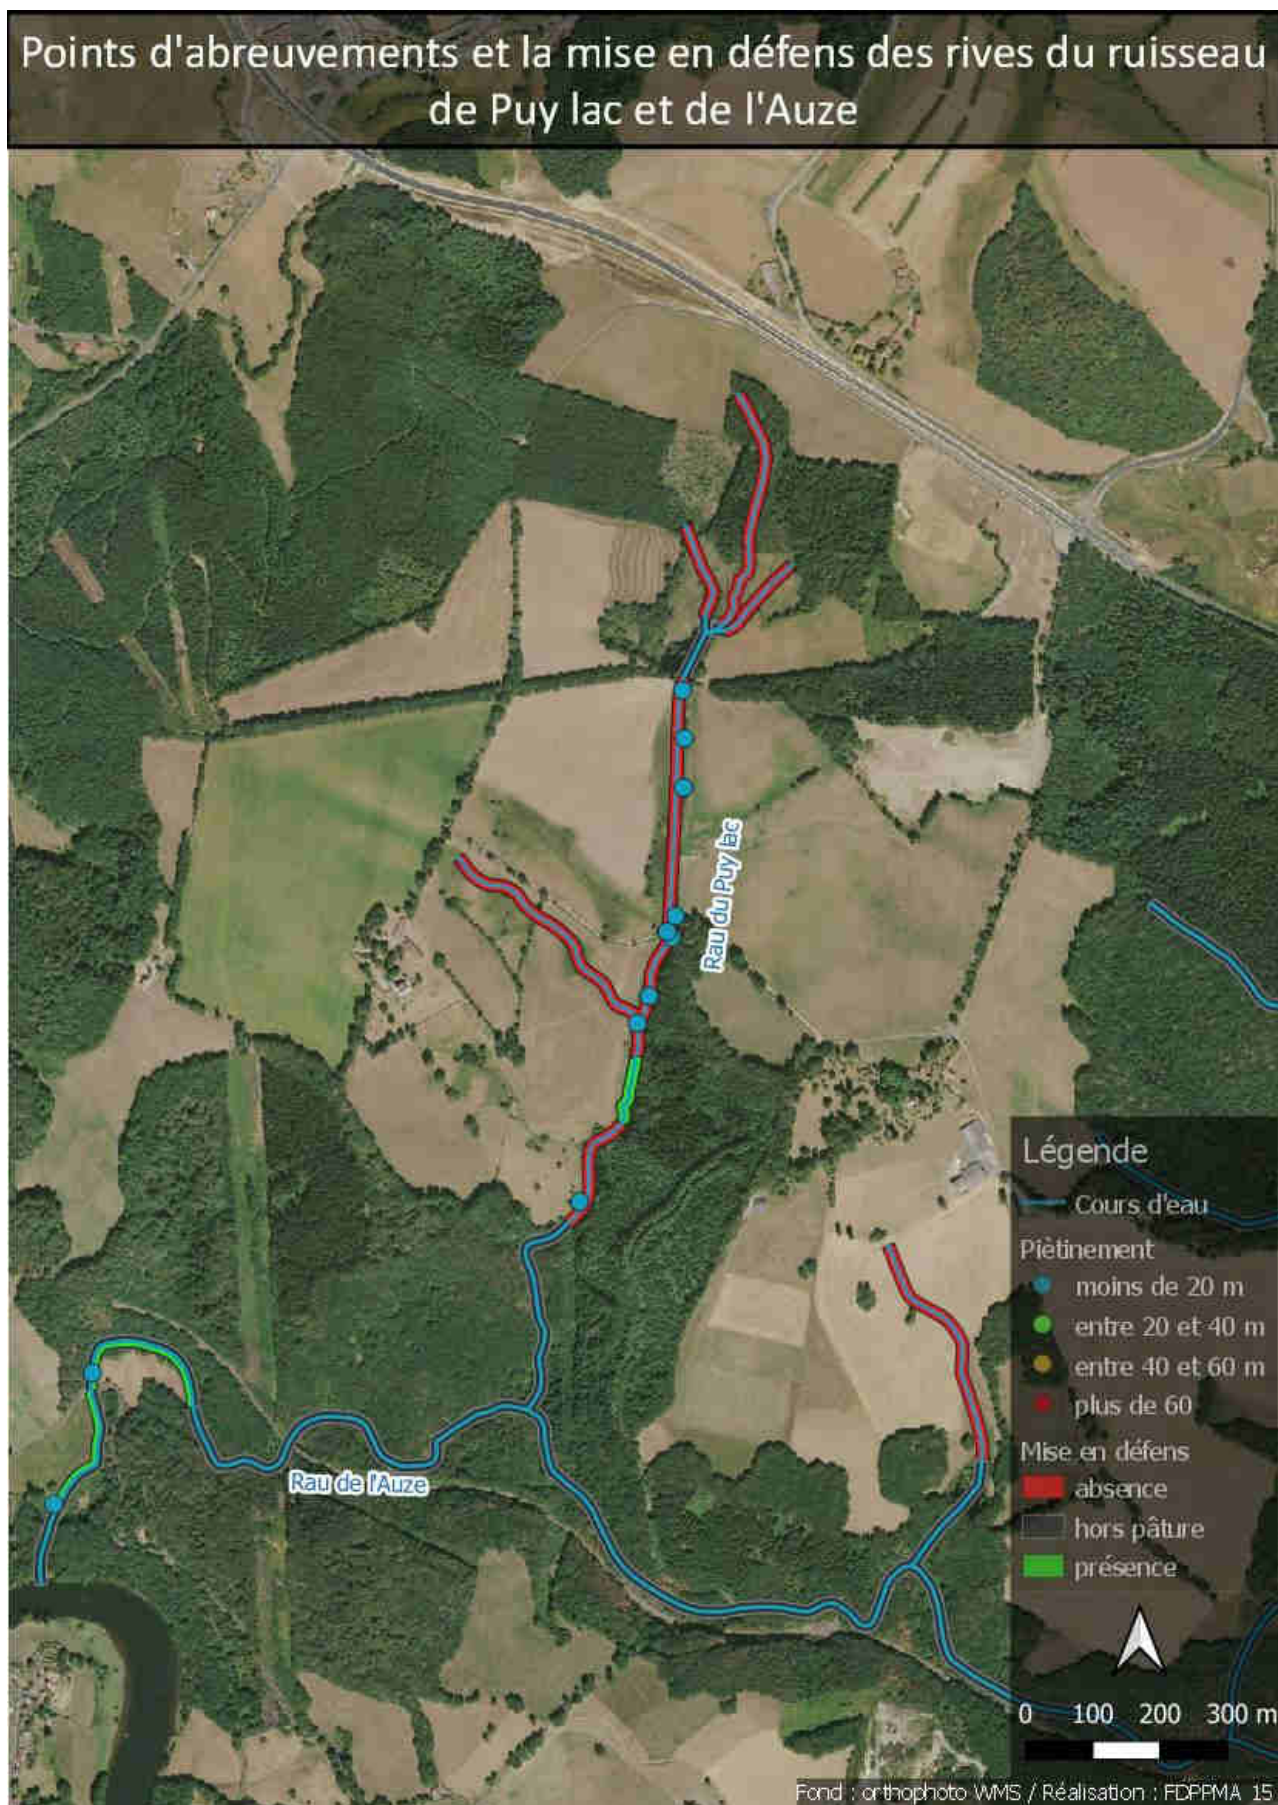 Points d'abreuvements et la mise en défens des rives du ruisseau
de Puy lac et de l'Auze
Rau du Puy lac
Rau de l'Auze
Légende
Cours d'eau
Piètinement
moins de 20 m
entre 20 et 40 m
entre 40 et 60 m
plus de 60
Mise en défens
absence
hors pâture
présence
0 100 200 300 m
Fond : orthophoto WMS / Réalisation : FDPPMA 15